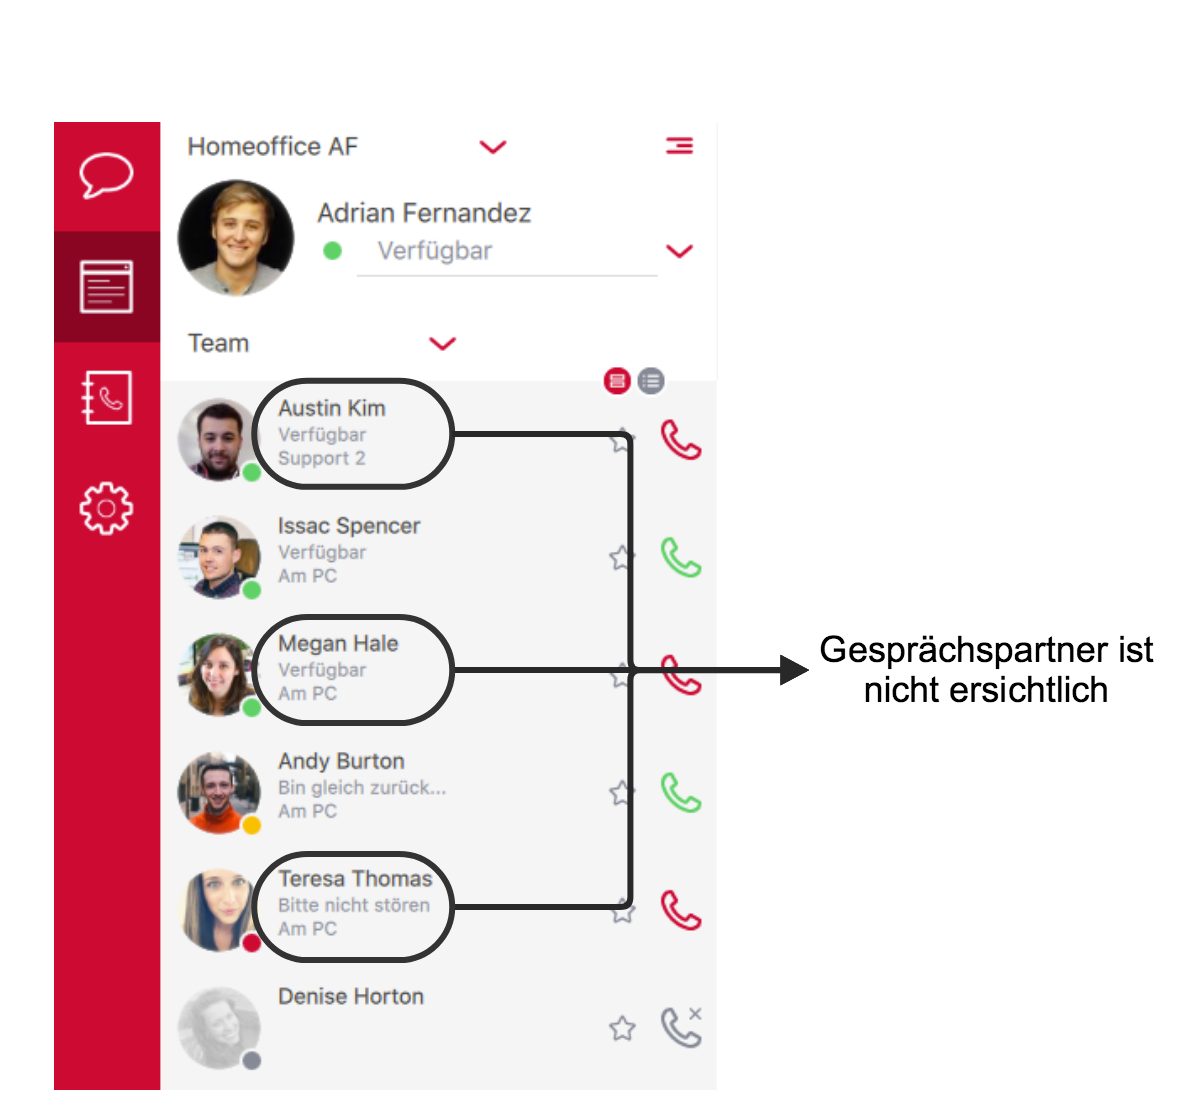 Homeoffice AF
Adrian Fernandez
Verfügbar
Team
Austin Kim
Verfügbar
Support 2
Issac Spencer
Verfügbar
Am PC
Megan Hale
Verfügbar
Am PC
Gesprächspartner ist
nicht ersichtlich
Andy Burton
Bin gleich zurück...
Am PC
Teresa Thomas
Bitte nicht stören
Am PC
Denise Horton